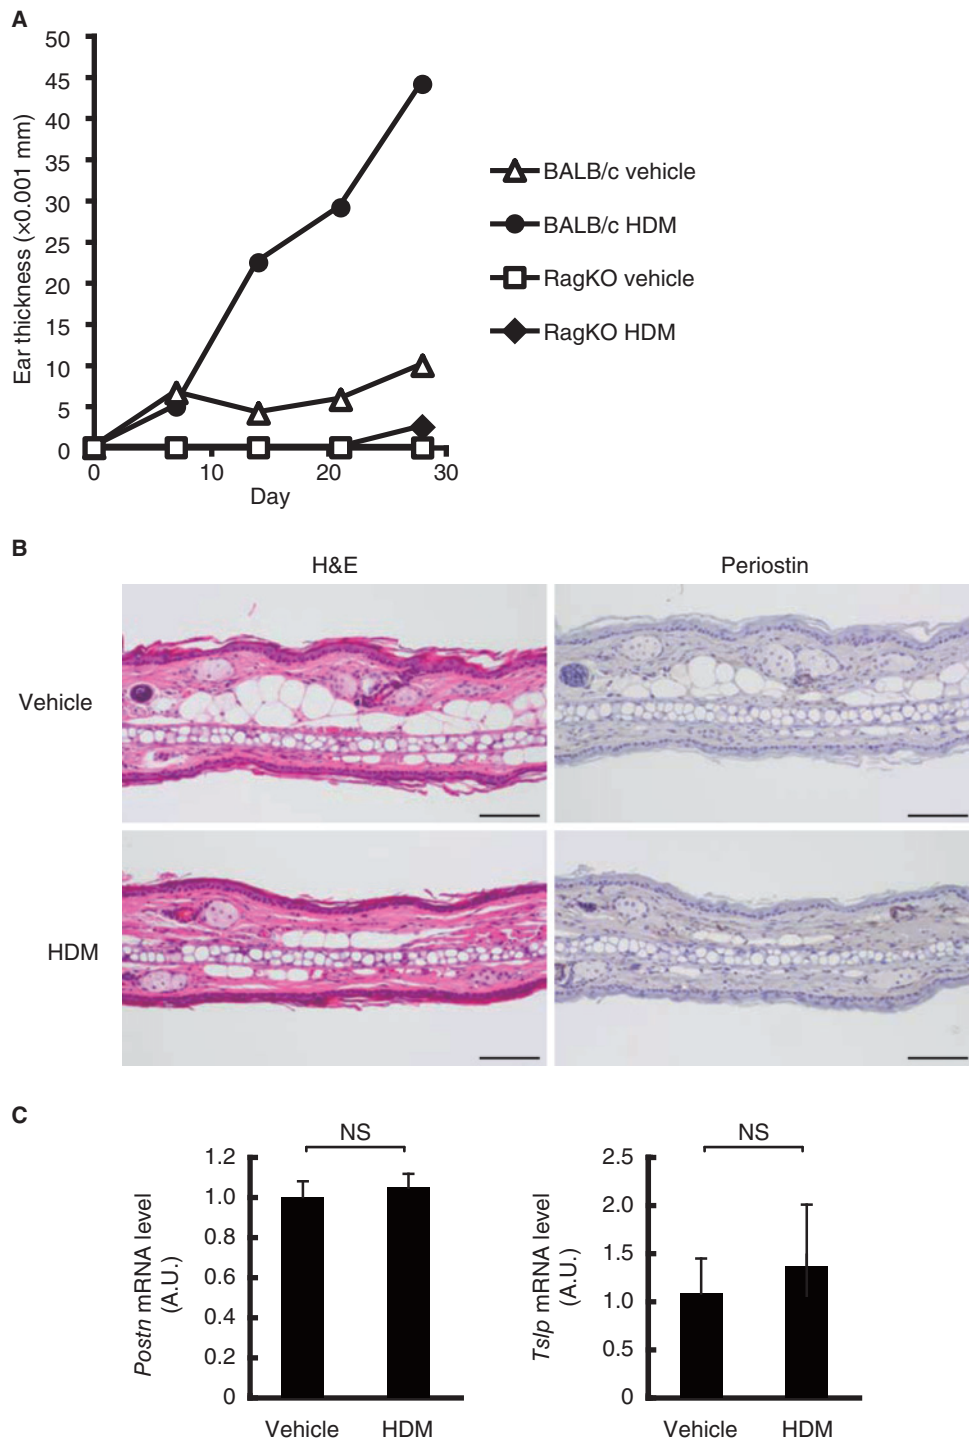 A
50
45
40
35
30
25
20
15
10
5
0
Ear thickness (×0.001 mm)
0 10 20 30
Day
BALB/c vehicle
BALB/c HDM
RagKO vehicle
RagKO HDM
B
H&E Periostin
Vehicle
HDM
C
NS
1.2
1.0
0.8
0.6
0.4
0.2
0
Postn mRNA level
(A.U.)
Vehicle HDM
NS
2.5
2.0
1.5
1.0
0.5
0
Tslp mRNA level
(A.U.)
Vehicle HDM